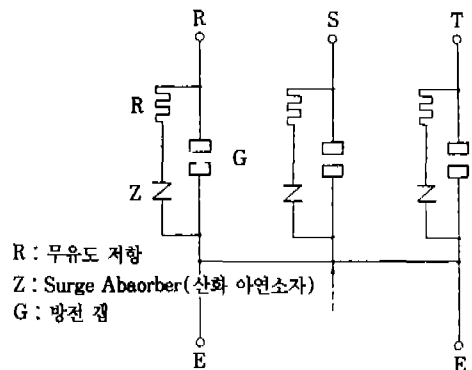 R S T
R
G
Z
R : 무유도 저항
Z : Surge Abaorber(산화 아연소자)
G : 방전 갭
E E